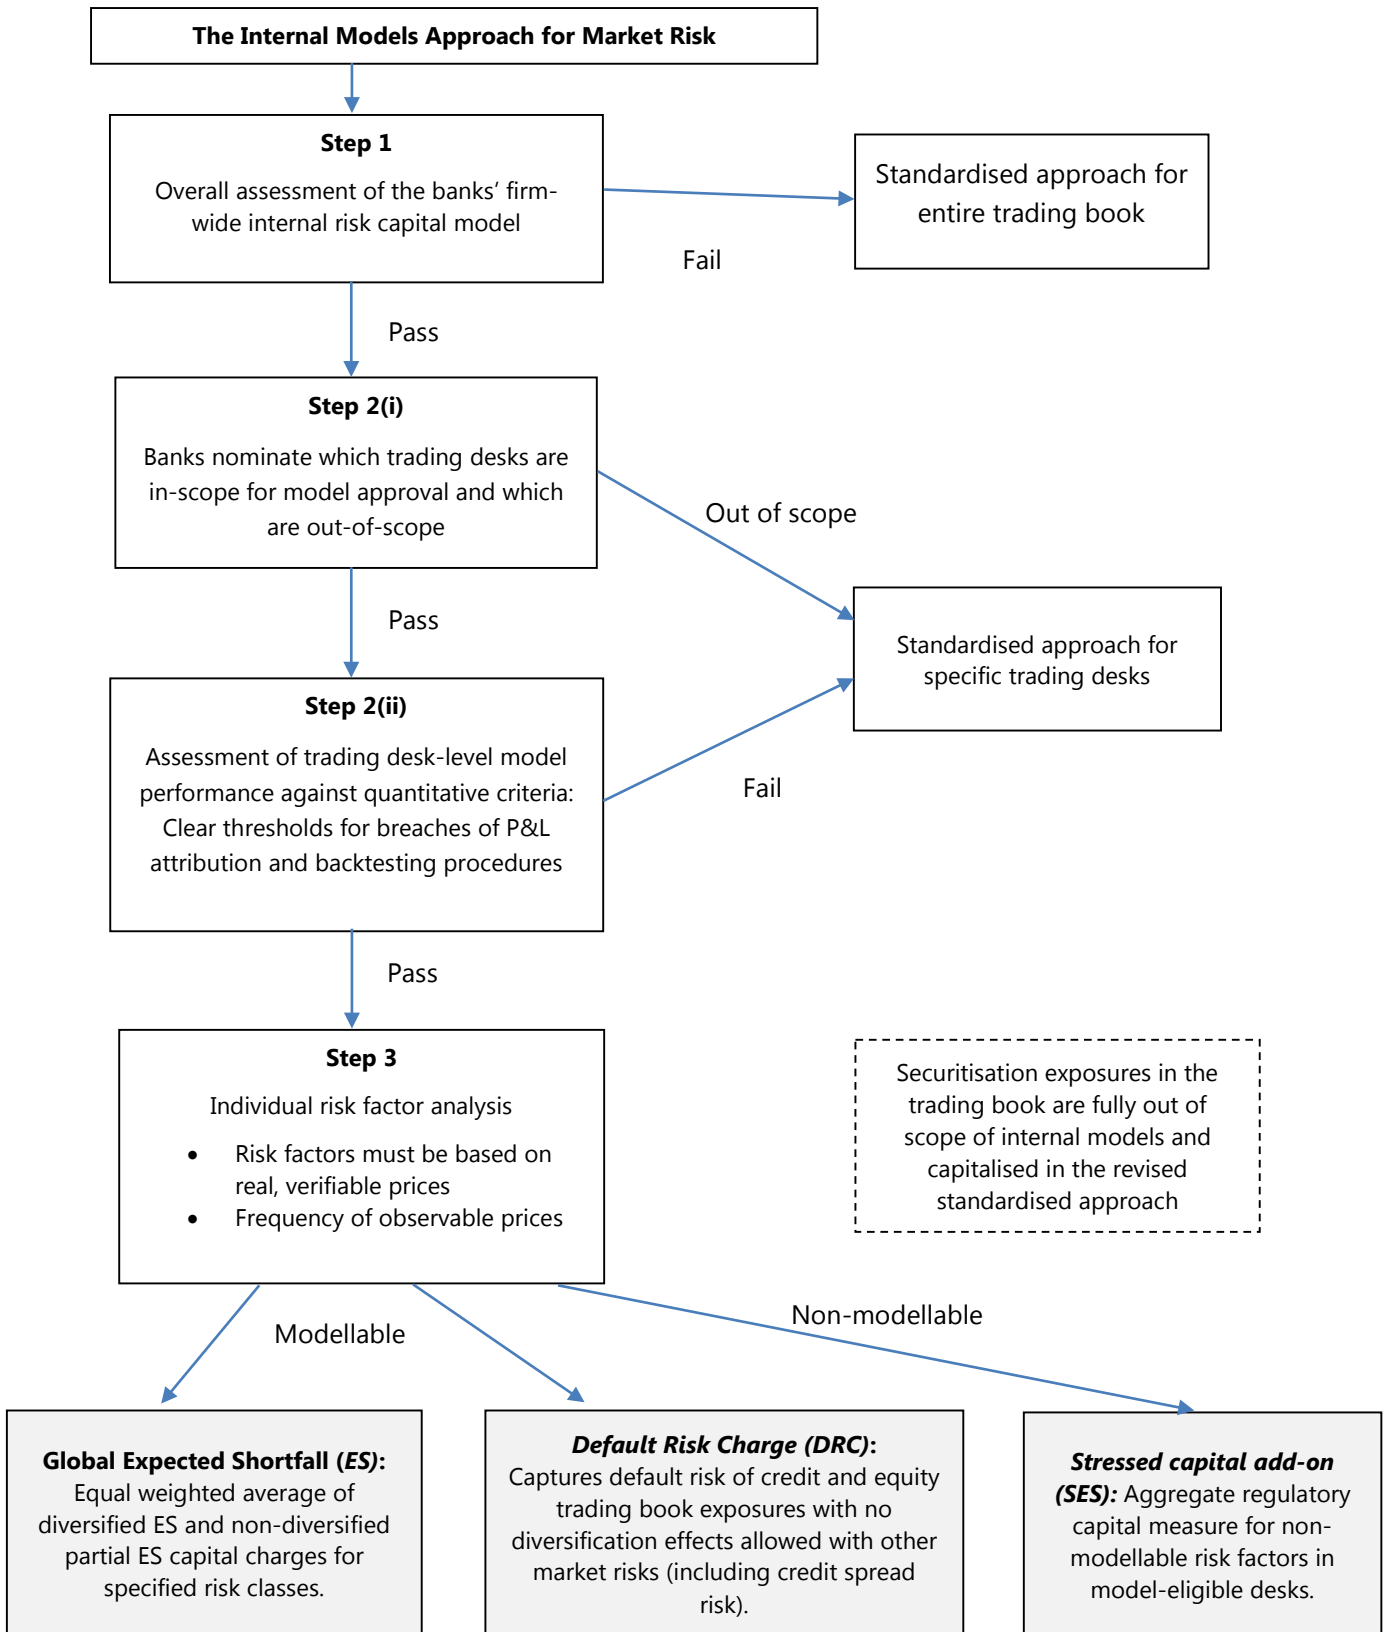 The Internal Models Approach for Market Risk
Step 1
Overall assessment of the banks’ firm-
wide internal risk capital model
Standardised approach for
entire trading book
Fail
Pass
Step 2(i)
Banks nominate which trading desks are
in-scope for model approval and which
are out-of-scope
Out of scope
Pass
Standardised approach for
specific trading desks
Step 2(ii)
Assessment of trading desk-level model
performance against quantitative criteria:
Clear thresholds for breaches of P&L
attribution and backtesting procedures
Fail
Pass
Step 3
Individual risk factor analysis
• Risk factors must be based on
real, verifiable prices
• Frequency of observable prices
Securitisation exposures in the
trading book are fully out of
scope of internal models and
capitalised in the revised
standardised approach
Modellable
Non-modellable
Global Expected Shortfall (ES):
Equal weighted average of
diversified ES and non-diversified
partial ES capital charges for
specified risk classes.
Default Risk Charge (DRC):
Captures default risk of credit and equity
trading book exposures with no
diversification effects allowed with other
market risks (including credit spread
risk).
Stressed capital add-on
(SES): Aggregate regulatory
capital measure for non-
modellable risk factors in
model-eligible desks.